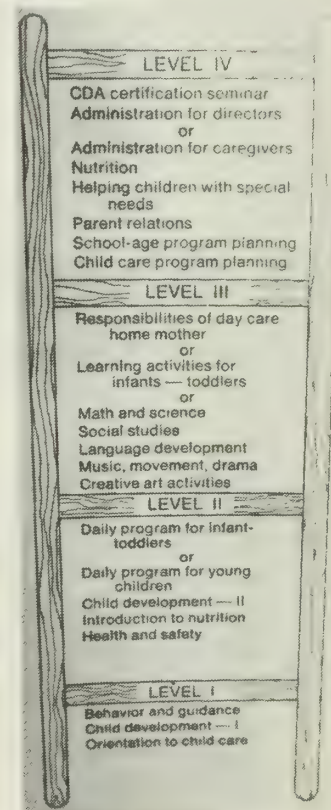 LEVEL IV
CDA certification seminar
Administration for directors
or
Administration for caregivers
Nutrition
Helping children with special
needs
Parent relations
School-age program planning
Child care program planning
LEVEL III
Responsibilities of day care
home mother
or
Learning activities for
infants — toddlers
or
Math and science
Social studies
Language development
Music, movement, drama
Creative art activities
LEVEL II
Daily program for infant-
toddlers
or
Daily program for young
children
Child development — II
Introduction to nutrition
Health and safety
LEVEL I
Behavior and guidance
Child development — I
Orientation to child care